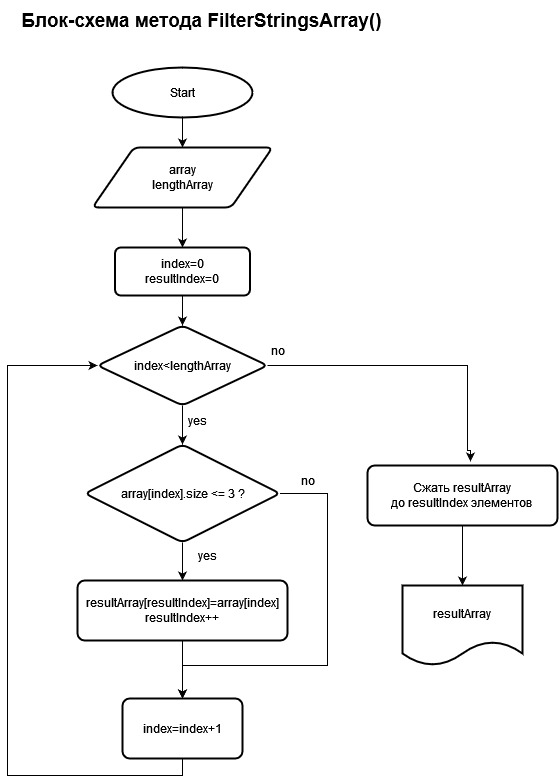 Блок-схема метода FilterStringsArray()
Start
array
lengthArray
index=0
resultIndex=0
index<lengthArray
no
yes
array[index].size <= 3 ?
no
yes
resultArray[resultIndex]=array[index]
resultIndex++
index=index+1
Сжать resultArray
до resultIndex элементов
resultArray